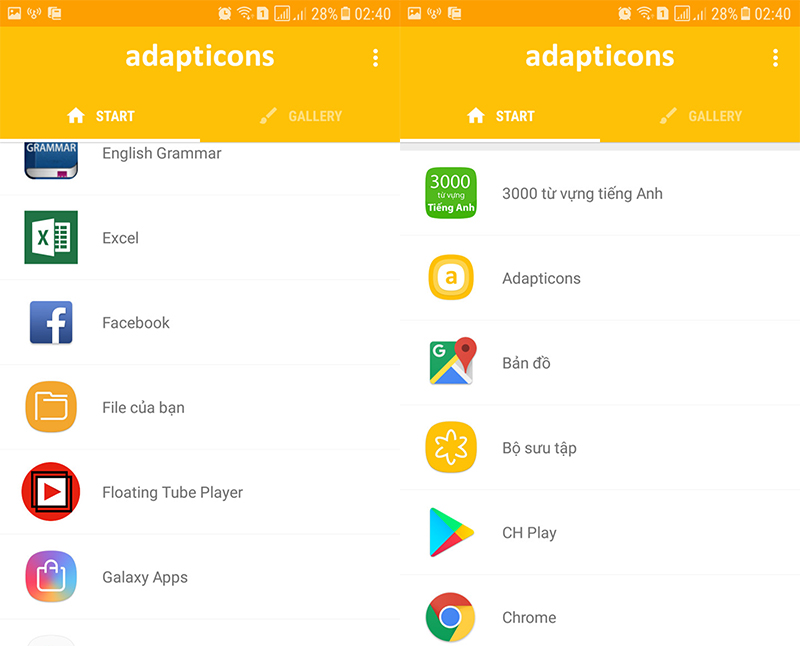 1 28% 02:40
adapticons
START GALLERY
GRAMMAR
English Grammar
X
Excel
f
Facebook
File của bạn
Floating Tube Player
Galaxy Apps
1 28% 02:40
adapticons
START GALLERY
3000
từ vựng
Tiếng Anh
3000 từ vựng tiếng Anh
a
Adapticons
G
Bản đồ
Bộ sưu tập
CH Play
Chrome